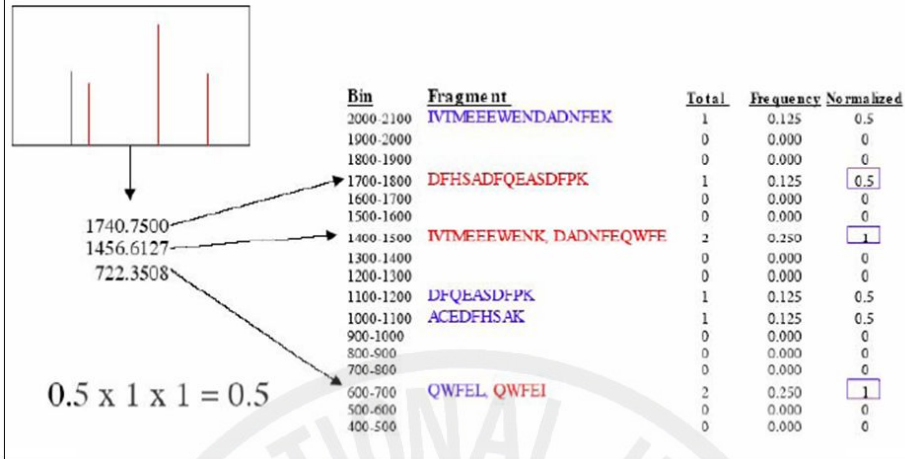 Bin Fragment Total Frequency Normalized
2000-2100 IVTMEEEWENDADNFEK 1 0.125 0.5
1900-2000 0 0.000 0
1800-1900 0 0.000 0
1700-1800 DFHSADFQEASDFPK 1 0.125 0.5
1600-1700 0 0.000 0
1500-1600 0 0.000 0
1740.7500
1400-1500 IVTMEEEWENK, DADNFEQWFE 2 0.250 1
1456.6127
1300-1400 0 0.000 0
722.3508
1200-1300 0 0.000 0
1100-1200 DFQEASDFPK 1 0.125 0.5
1000-1100 ACEDFHSAK 1 0.125 0.5
900-1000 0 0.000 0
800-900 0 0.000 0
700-800 0 0.000 0
0.5 x 1 x 1 = 0.5
600-700 QWFEL, QWFEI 2 0.250 1
500-600 0 0.000 0
400-500 0 0.000 0